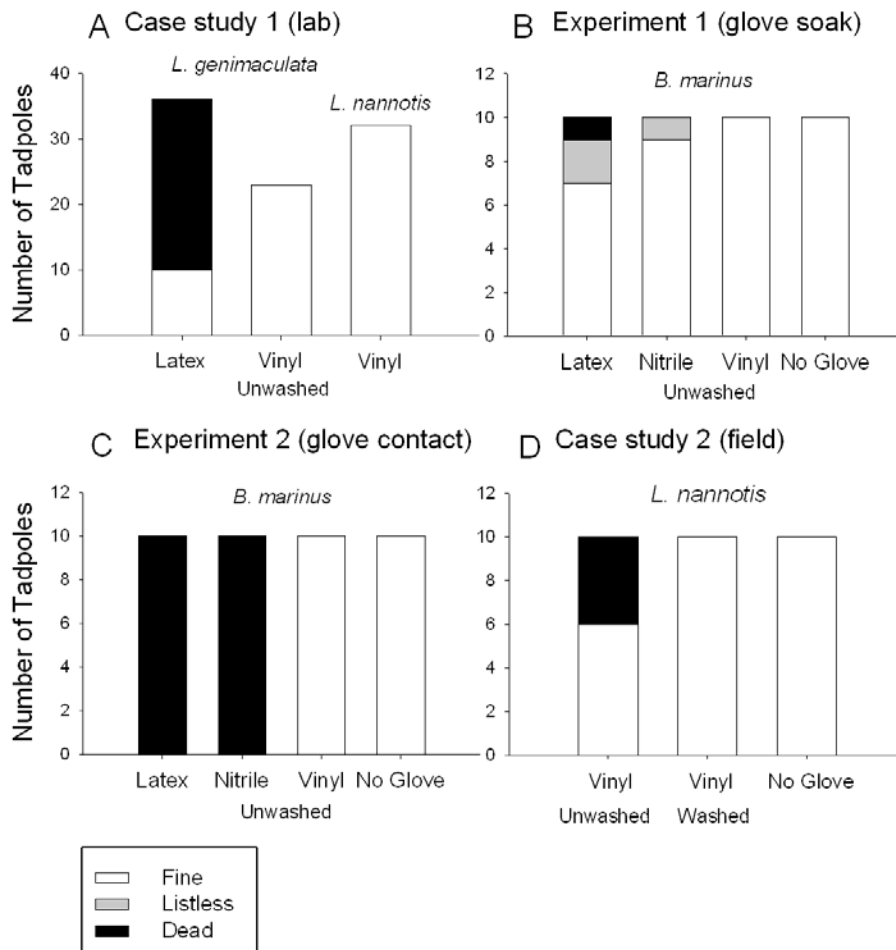 A Case study 1 (lab)
L. genimaculata
L. nannotis
Number of Tadpoles
40
30
20
10
0
Latex Vinyl Vinyl
Unwashed
B Experiment 1 (glove soak)
B. marinus
12
10
8
6
4
2
0
Latex Nitrile Vinyl No Glove
Unwashed
C Experiment 2 (glove contact)
B. marinus
Number of Tadpoles
12
10
8
6
4
2
0
Latex Nitrile Vinyl No Glove
Unwashed
D Case study 2 (field)
L. nannotis
12
10
8
6
4
2
0
Vinyl Vinyl No Glove
Unwashed Washed
Fine
Listless
Dead